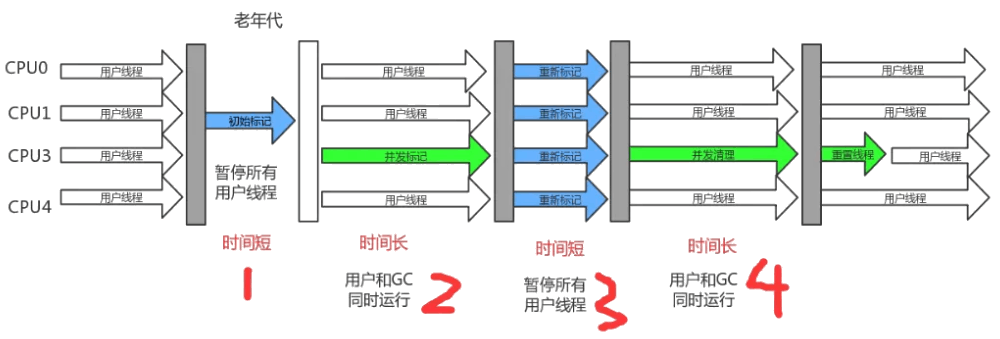 老年代
CPU0
用户线程
用户线程
重新标记
用户线程
用户线程
CPU1
用户线程
初始标记
用户线程
重新标记
用户线程
用户线程
CPU3
用户线程
并发标记
重新标记
并发清理
重置线程
用户线程
CPU4
用户线程
用户线程
重新标记
用户线程
用户线程
暂停所有
用户线程
时间短
时间长
时间短
时间长
用户和GC
同时运行
暂停所有
用户线程
用户和GC
同时运行
1
2
3
4